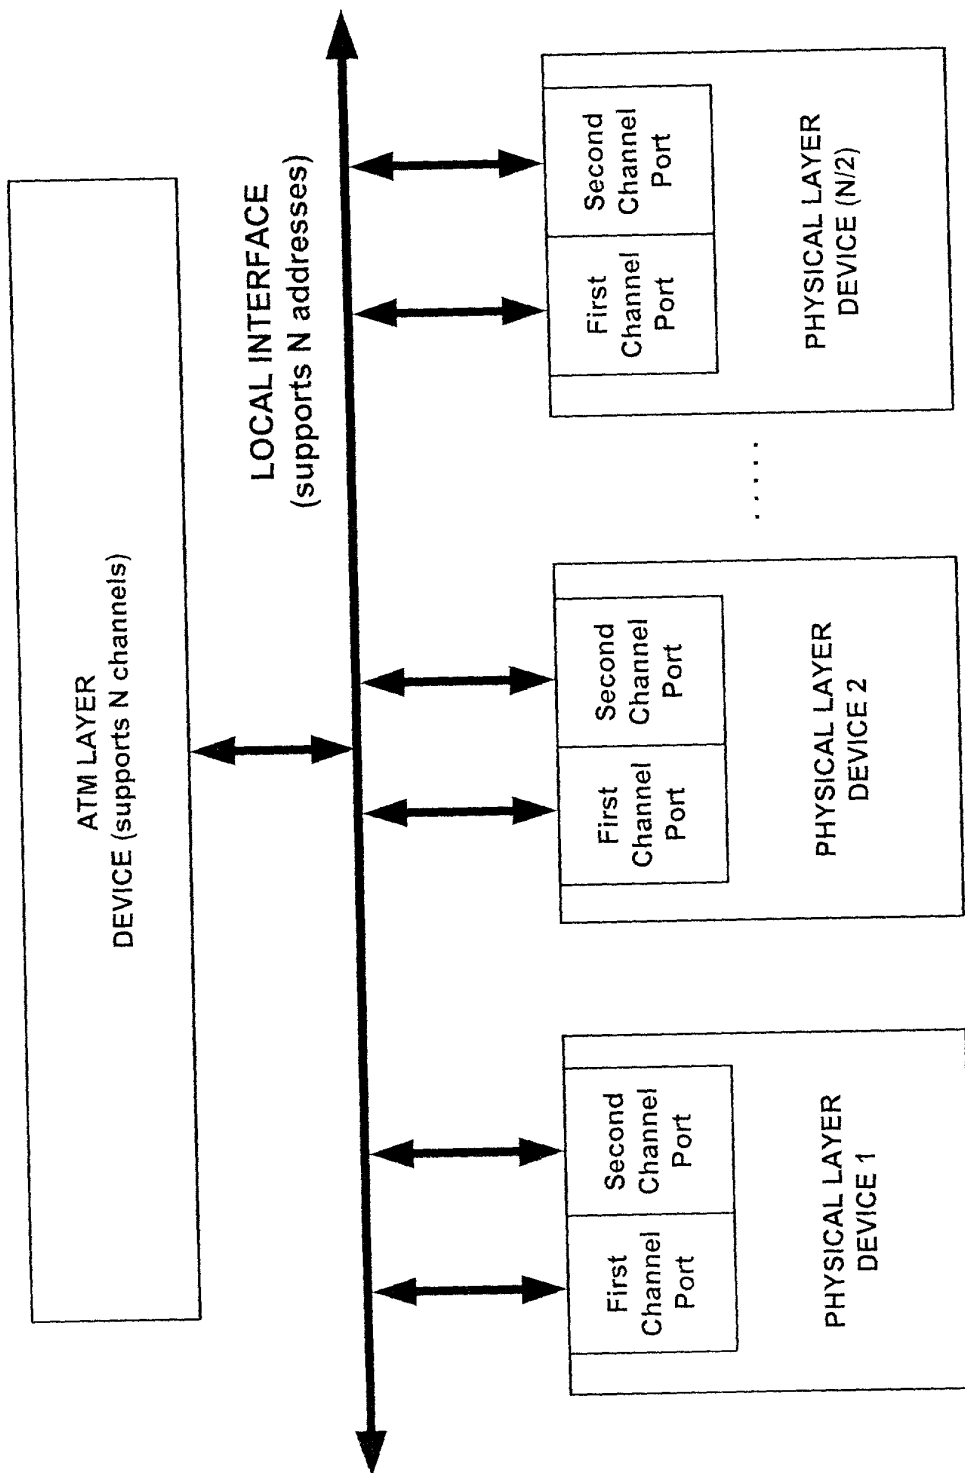 ATM LAYER
DEVICE (supports N channels)
LOCAL INTERFACE
(supports N addresses)
First
Channel
Port
Second
Channel
Port
PHYSICAL LAYER
DEVICE 1
First
Channel
Port
Second
Channel
Port
PHYSICAL LAYER
DEVICE 2
.....
First
Channel
Port
Second
Channel
Port
PHYSICAL LAYER
DEVICE (N/2)